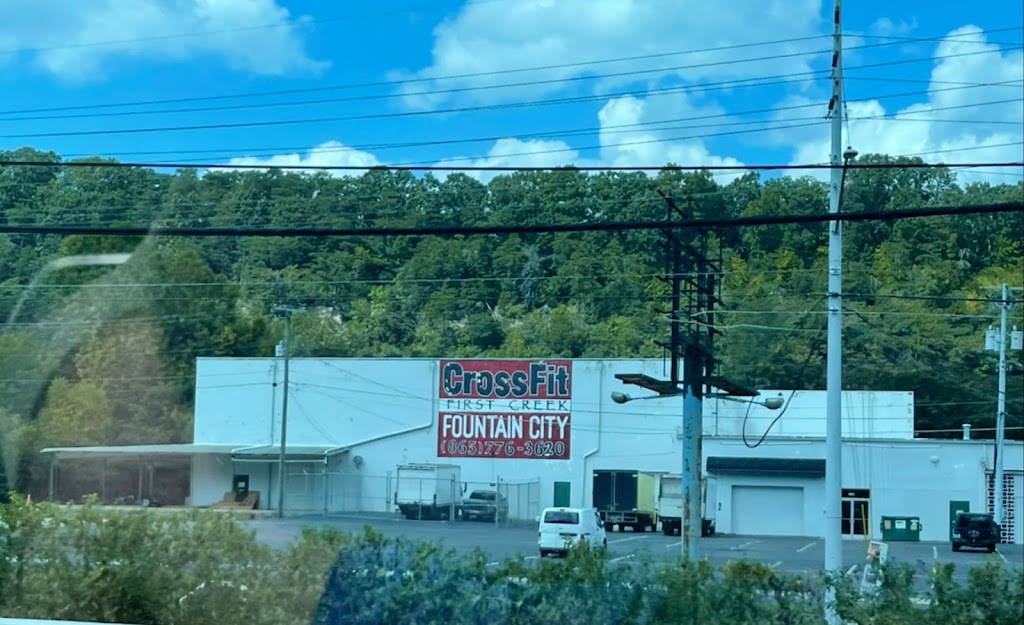 CrossFit
FIRST CREEK
FOUNTAIN CITY
(865)776-3620